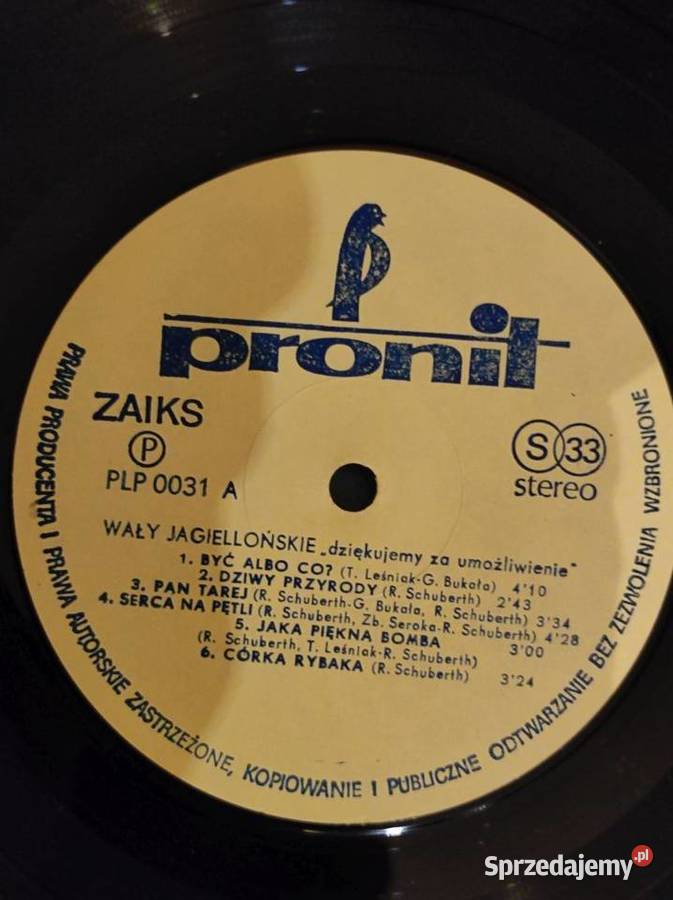 pronit
ZAIKS
P
PLP 0031 A
S 33
stereo
WAŁY JAGIELLOŃSKIE „dziękujemy za umożliwienie"
1. BYĆ ALBO CO? (T. Leśniak-G. Bukała) 4'10
2. DZIWY PRZYRODY (R. Schuberth) 2'43
3. PAN TAREJ (R. Schuberth-G. Bukała, R. Schuberth) 3'34
4. SERCA NA PĘTLI (R. Schuberth, Zb. Seroka-R. Schuberth) 4'28
5. JAKA PIĘKNA BOMBA 3'00
(R. Schuberth, T. Leśniak-R. Schuberth)
6. CÓRKA RYBAKA (R. Schuberth) 3'24
PRAWA PRODUCENTA I PRAWA AUTORSKIE ZASTRZEŻONE, KOPIOWANIE I PUBLICZNE ODTWARZANIE BEZ ZEZWOLENIA WZBRONIONE
Sprzedajemy.pl